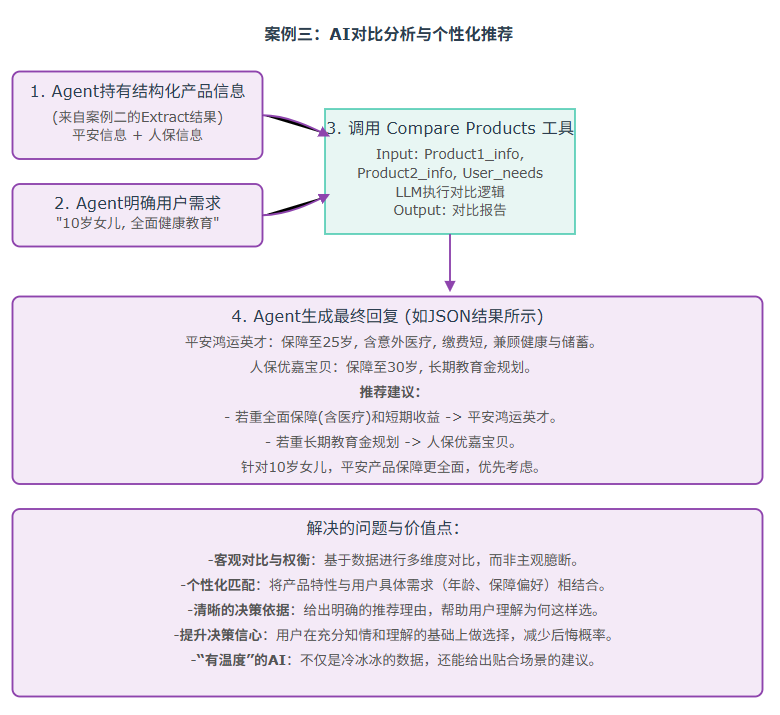 案例三：AI对比分析与个性化推荐
1. Agent持有结构化产品信息
(来自案例二的Extract结果)
平安信息 + 人保信息
2. Agent明确用户需求
"10岁女儿, 全面健康教育"
3. 调用 Compare Products 工具
Input: Product1_info,
Product2_info, User_needs
LLM执行对比逻辑
Output: 对比报告
4. Agent生成最终回复 (如JSON结果所示)
平安鸿运英才：保障至25岁, 含意外医疗, 缴费短, 兼顾健康与储蓄。
人保优嘉宝贝：保障至30岁, 长期教育金规划。
推荐建议：
- 若重全面保障(含医疗)和短期收益 -> 平安鸿运英才。
- 若重长期教育金规划 -> 人保优嘉宝贝。
针对10岁女儿，平安产品保障更全面，优先考虑。
解决的问题与价值点：
-客观对比与权衡：基于数据进行多维度对比，而非主观臆断。
-个性化匹配：将产品特性与用户具体需求（年龄、保障偏好）相结合。
-清晰的决策依据：给出明确的推荐理由，帮助用户理解为何这样选。
-提升决策信心：用户在充分知情和理解的基础上做选择，减少后悔概率。
-“有温度”的AI：不仅是冷冰冰的数据，还能给出贴合场景的建议。